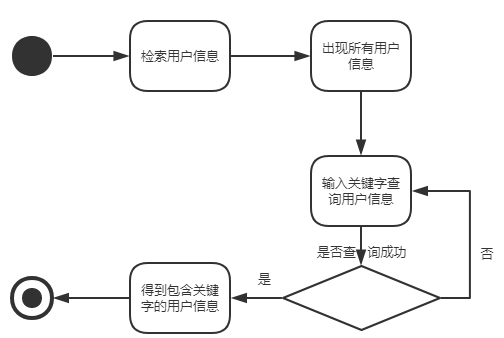 检索用户信息
出现所有用户
信息
输入关键字查
询用户信息
是否查询成功
否
是
得到包含关键
字的用户信息